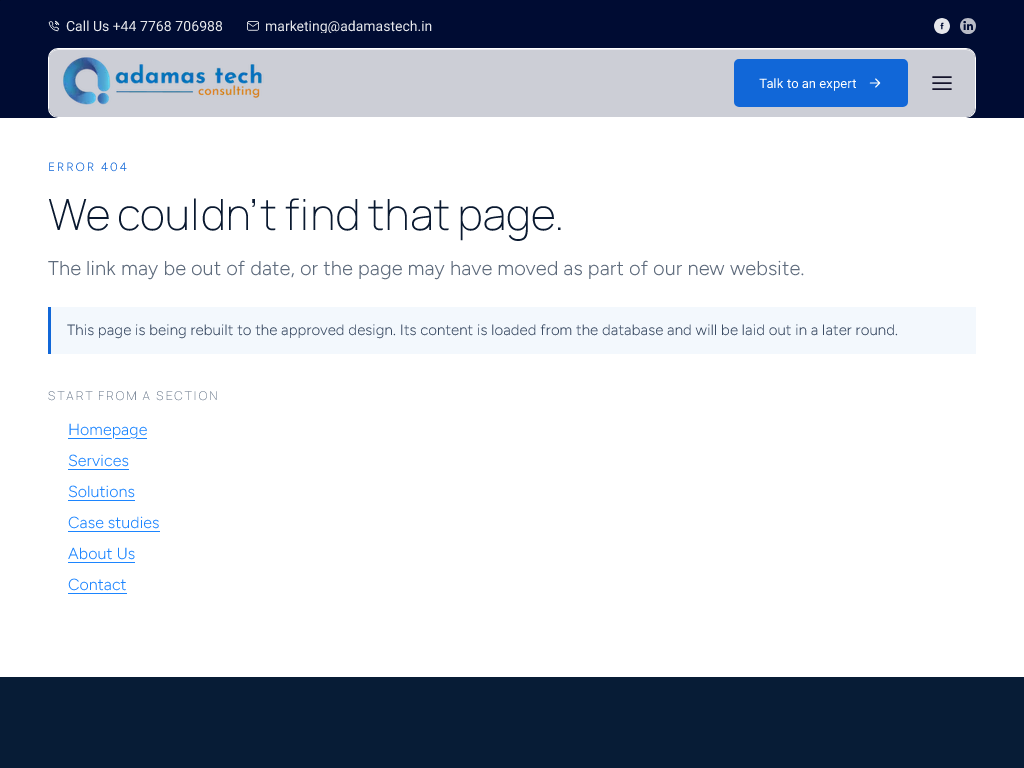 Call Us +44 7768 706988
marketing@adamastech.in
adamas tech
consulting
Talk to an expert
ERROR 404
We couldn’t find that page.
The link may be out of date, or the page may have moved as part of our new website.
This page is being rebuilt to the approved design. Its content is loaded from the database and will be laid out in a later round.
START FROM A SECTION
Homepage
Services
Solutions
Case studies
About Us
Contact